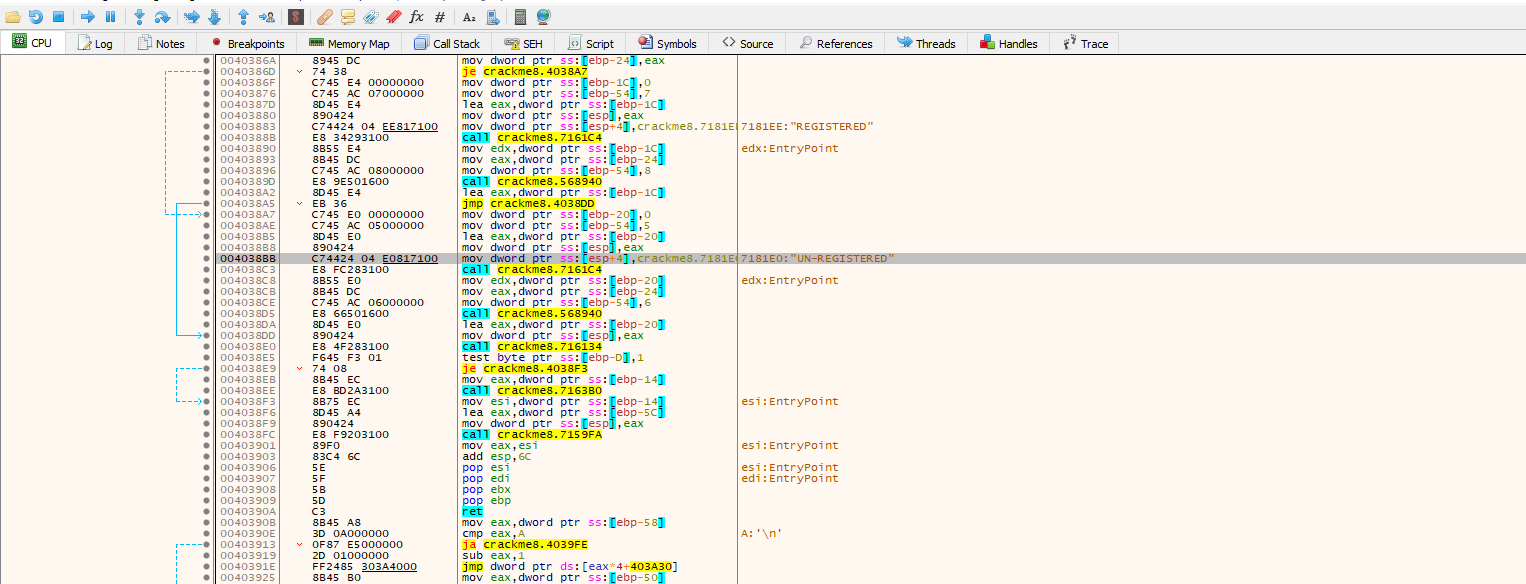 fx # A₂
CPU Log Notes Breakpoints Memory Map Call Stack SEH Script Symbols Source References Threads Handles Trace
0040386A 8945 DC mov dword ptr ss:[ebp-24],eax
0040386D 74 38 je crackme8.4038A7
0040386F C745 E4 00000000 mov dword ptr ss:[ebp-1C],0
00403876 C745 AC 07000000 mov dword ptr ss:[ebp-54],7
0040387D 8D45 E4 lea eax,dword ptr ss:[ebp-1C]
00403880 890424 mov dword ptr ss:[esp],eax
00403883 C74424 04 EE817100 mov dword ptr ss:[esp+4],crackme8.7181E 7181EE:"REGISTERED"
0040388B E8 34293100 call crackme8.7161C4
00403890 8B55 E4 mov edx,dword ptr ss:[ebp-1C] edx:EntryPoint
00403893 8B45 DC mov eax,dword ptr ss:[ebp-24]
00403896 C745 AC 08000000 mov dword ptr ss:[ebp-54],8
0040389D E8 9E501600 call crackme8.568940
004038A2 8D45 E4 lea eax,dword ptr ss:[ebp-1C]
004038A5 EB 36 jmp crackme8.4038DD
004038A7 C745 E0 00000000 mov dword ptr ss:[ebp-20],0
004038AE C745 AC 05000000 mov dword ptr ss:[ebp-54],5
004038B5 8D45 E0 lea eax,dword ptr ss:[ebp-20]
004038B8 890424 mov dword ptr ss:[esp],eax
004038BB C74424 04 E0817100 mov dword ptr ss:[esp+4],crackme8.7181E 7181E0:"UN-REGISTERED"
004038C3 E8 FC283100 call crackme8.7161C4
004038C8 8B55 E0 mov edx,dword ptr ss:[ebp-20] edx:EntryPoint
004038CB 8B45 DC mov eax,dword ptr ss:[ebp-24]
004038CE C745 AC 06000000 mov dword ptr ss:[ebp-54],6
004038D5 E8 66501600 call crackme8.568940
004038DA 8D45 E0 lea eax,dword ptr ss:[ebp-20]
004038DD 890424 mov dword ptr ss:[esp],eax
004038E0 E8 4F283100 call crackme8.716134
004038E5 F645 F3 01 test byte ptr ss:[ebp-D],1
004038E9 74 08 je crackme8.4038F3
004038EB 8B45 EC mov eax,dword ptr ss:[ebp-14]
004038EE E8 BD2A3100 call crackme8.7163B0
004038F3 8B75 EC mov esi,dword ptr ss:[ebp-14] esi:EntryPoint
004038F6 8D45 A4 lea eax,dword ptr ss:[ebp-5C]
004038F9 890424 mov dword ptr ss:[esp],eax
004038FC E8 F9203100 call crackme8.7159FA
00403901 89F0 mov eax,esi esi:EntryPoint
00403903 83C4 6C add esp,6C
00403906 5E pop esi esi:EntryPoint
00403907 5F pop edi edi:EntryPoint
00403908 5B pop ebx
00403909 5D pop ebp
0040390A C3 ret
0040390B 8B45 A8 mov eax,dword ptr ss:[ebp-58]
0040390E 3D 0A000000 cmp eax,A A:'\n'
00403913 0F87 E5000000 ja crackme8.4039FE
00403919 2D 01000000 sub eax,1
0040391E FF2485 303A4000 jmp dword ptr ds:[eax*4+403A30]
00403925 8B45 B0 mov eax,dword ptr ss:[ebp-50]